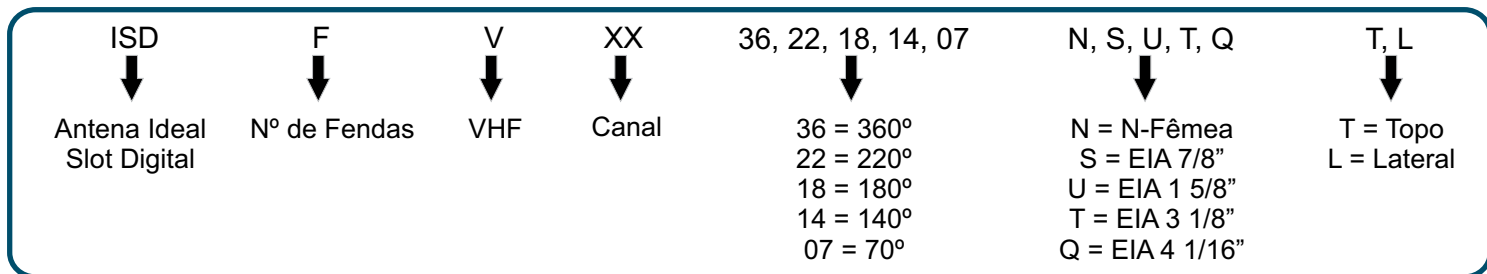 ISD F V XX 36, 22, 18, 14, 07 N, S, U, T, Q T, L
Antena Ideal Nº de Fendas VHF Canal 36 = 360º N = N-Fêmea T = Topo
Slot Digital 22 = 220º S = EIA 7/8” L = Lateral
18 = 180º U = EIA 1 5/8”
14 = 140º T = EIA 3 1/8”
07 = 70º Q = EIA 4 1/16”